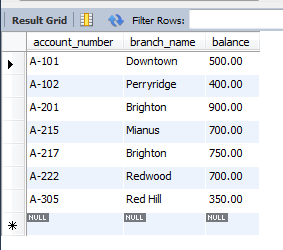 Result Grid Filter Rows:
account_number branch_name balance
A-101 Downtown 500.00
A-102 Perryridge 400.00
A-201 Brighton 900.00
A-215 Mianus 700.00
A-217 Brighton 750.00
A-222 Redwood 700.00
A-305 Red Hill 350.00
NULL NULL NULL